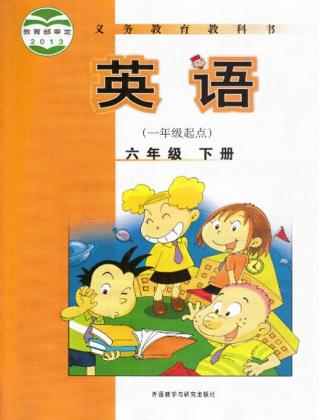 教育部审定
2013
义务教育教科书
英语
（一年级起点）
六年级 下册
外语教学与研究出版社